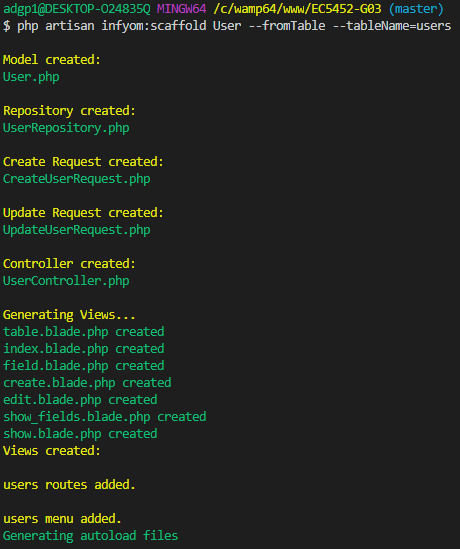 adgp1@DESKTOP-O24835Q MINGW64 /c/wamp64/www/EC5452-G03 (master)
$ php artisan infyom:scaffold User --fromTable --tableName=users
Model created:
User.php
Repository created:
UserRepository.php
Create Request created:
CreateUserRequest.php
Update Request created:
UpdateUserRequest.php
Controller created:
UserController.php
Generating Views...
table.blade.php created
index.blade.php created
field.blade.php created
create.blade.php created
edit.blade.php created
show_fields.blade.php created
show.blade.php created
Views created:
users routes added.
users menu added.
Generating autoload files